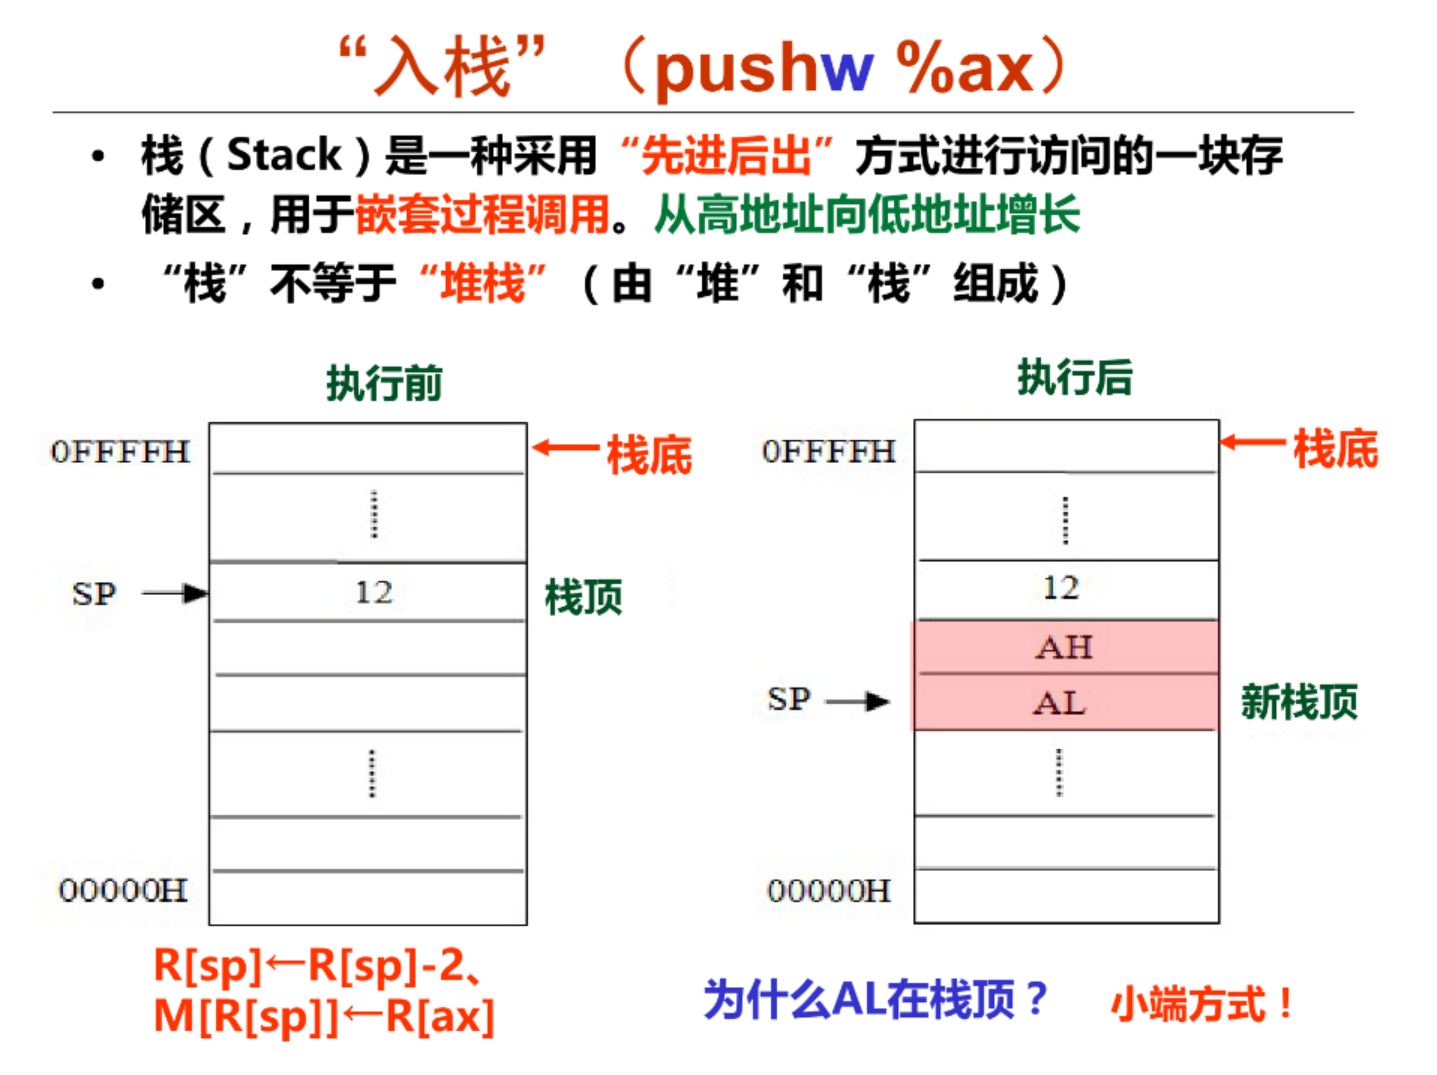 “入栈”（pushw %ax）
• 栈（Stack）是一种采用“先进后出”方式进行访问的一块存
储区，用于嵌套过程调用。从高地址向低地址增长
• “栈”不等于“堆栈”（由“堆”和“栈”组成）
执行前
执行后
0FFFFH
栈底
0FFFFH
栈底
SP
12
栈顶
12
AH
SP
AL
新栈顶
00000H
00000H
R[sp]←R[sp]-2、
M[R[sp]]←R[ax]
为什么AL在栈顶？
小端方式！